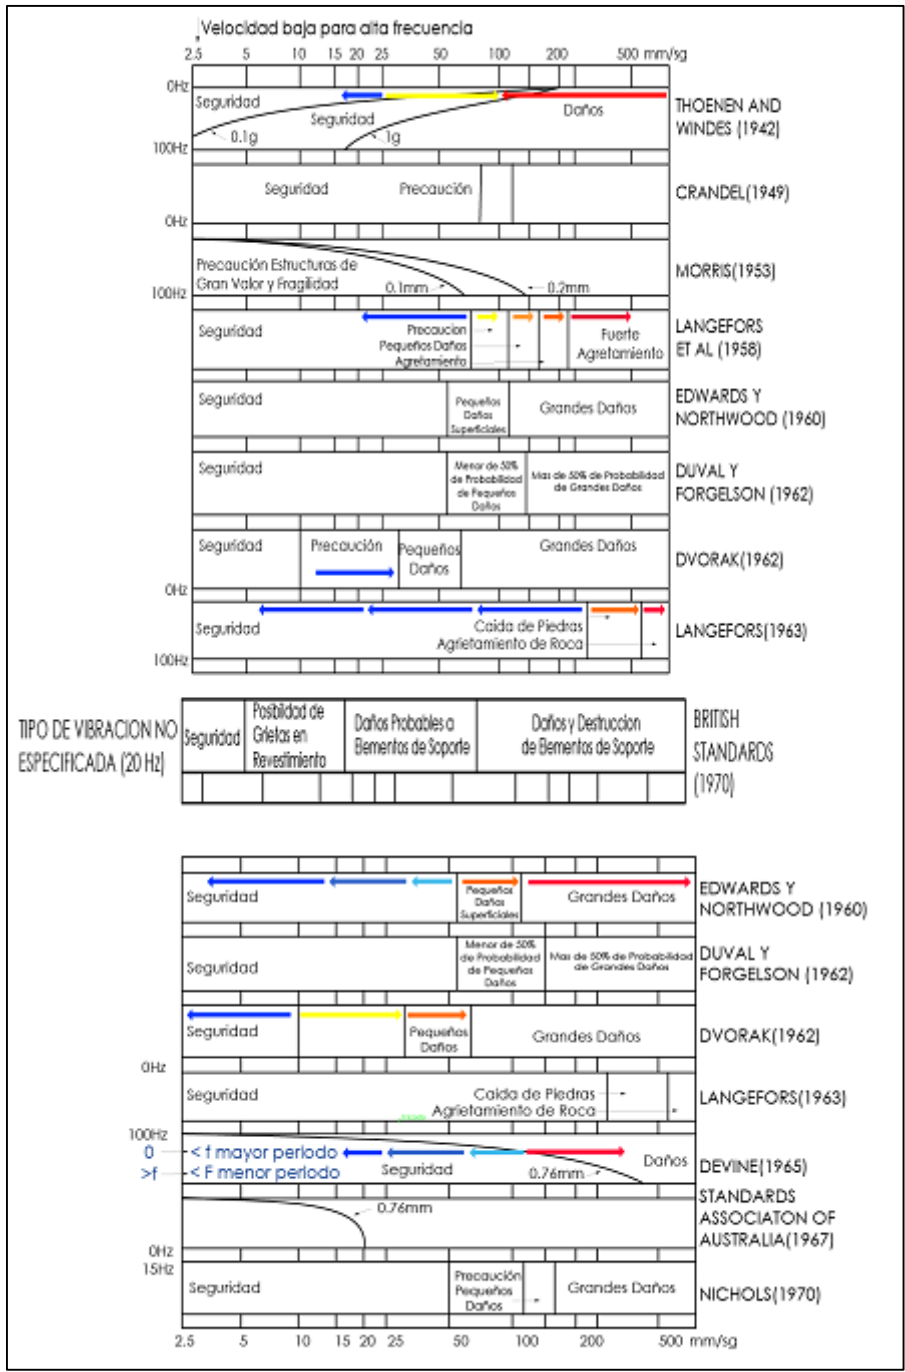 Velocidad baja para alta frecuencia
2.5 5 10 15 20 25 50 100 200 500 mm/sg
0Hz
Seguridad
Seguridad
Daños
0.1g
1g
100Hz
THOENEN AND
WINDES (1942)
Seguridad
Precaución
0Hz
CRANDEL(1949)
Precaución Estructuras de
Gran Valor y Fragilidad
0.1mm
0.2mm
100Hz
MORRIS(1953)
Seguridad
Precaucion
Pequeños Daños
Agretamiento
Fuerte
Agretamiento
LANGEFORS
ET AL (1958)
Seguridad
Pequeños
Daños
Superficiales
Grandes Daños
EDWARDS Y
NORTHWOOD (1960)
Seguridad
Menor de 50%
de Probabilidad
de Pequeños
Daños
Mas de 50% de Probabilidad
de Grandes Daños
DUVAL Y
FORGELSON (1962)
Seguridad
Precaución
Pequeños
Daños
Grandes Daños
0Hz
DVORAK(1962)
Seguridad
Caida de Piedras
Agrietamiento de Roca
100Hz
LANGEFORS(1963)
TIPO DE VIBRACION NO
ESPECIFICADA (20 Hz)
Seguridad
Posibilidad de
Grietas en
Revestimiento
Daños Probables a
Elementos de Soporte
Daños y Destruccion
de Elementos de Soporte
BRITISH
STANDARDS
(1970)
Seguridad
Pequeños
Daños
Superficiales
Grandes Daños
EDWARDS Y
NORTHWOOD (1960)
Seguridad
Menor de 50%
de Probabilidad
de Pequeños
Daños
Mas de 50% de Probabilidad
de Grandes Daños
DUVAL Y
FORGELSON (1962)
Seguridad
Pequeños
Daños
Grandes Daños
DVORAK(1962)
0Hz
Seguridad
Caida de Piedras
Agrietamiento de Roca
LANGEFORS(1963)
100Hz
0 < f mayor periodo
>f < F menor periodo
Seguridad
0.76mm
Daños
DEVINE(1965)
0.76mm
0Hz
STANDARDS
ASSOCIATON OF
AUSTRALIA(1967)
15Hz
Seguridad
Precaución
Pequeños
Daños
Grandes Daños
NICHOLS(1970)
2.5 5 10 15 20 25 50 100 200 500 mm/sg